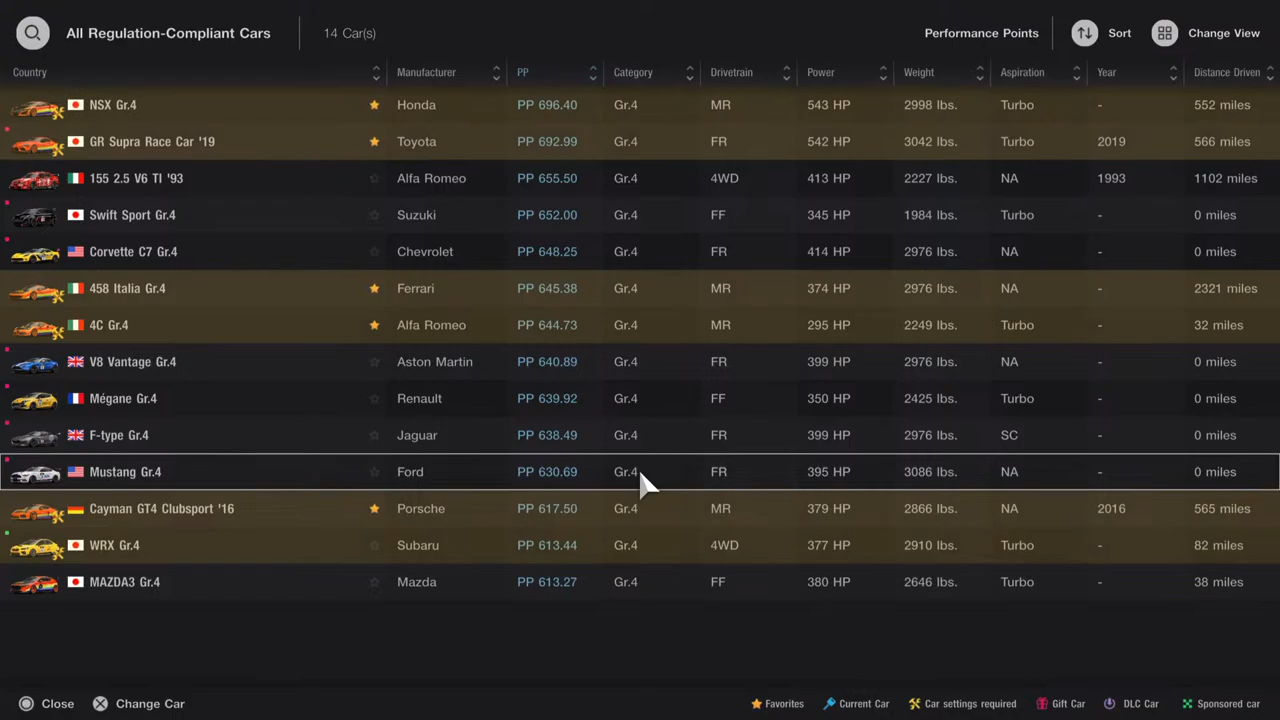 All Regulation-Compliant Cars 14 Car(s) Performance Points Sort Change View
Country Manufacturer PP Category Drivetrain Power Weight Aspiration Year Distance Driven
NSX Gr.4 Honda PP 696.40 Gr.4 MR 543 HP 2998 lbs. Turbo - 552 miles
GR Supra Race Car '19 Toyota PP 692.99 Gr.4 FR 542 HP 3042 lbs. Turbo 2019 566 miles
155 2.5 V6 TI '93 Alfa Romeo PP 655.50 Gr.4 4WD 413 HP 2227 lbs. NA 1993 1102 miles
Swift Sport Gr.4 Suzuki PP 652.00 Gr.4 FF 345 HP 1984 lbs. Turbo - 0 miles
Corvette C7 Gr.4 Chevrolet PP 648.25 Gr.4 FR 414 HP 2976 lbs. NA - 0 miles
458 Italia Gr.4 Ferrari PP 645.38 Gr.4 MR 374 HP 2976 lbs. NA - 2321 miles
4C Gr.4 Alfa Romeo PP 644.73 Gr.4 MR 295 HP 2249 lbs. Turbo - 32 miles
V8 Vantage Gr.4 Aston Martin PP 640.89 Gr.4 FR 399 HP 2976 lbs. NA - 0 miles
Mégane Gr.4 Renault PP 639.92 Gr.4 FF 350 HP 2425 lbs. Turbo - 0 miles
F-type Gr.4 Jaguar PP 638.49 Gr.4 FR 399 HP 2976 lbs. SC - 0 miles
Mustang Gr.4 Ford PP 630.69 Gr.4 FR 395 HP 3086 lbs. NA - 0 miles
Cayman GT4 Clubsport '16 Porsche PP 617.50 Gr.4 MR 379 HP 2866 lbs. NA 2016 565 miles
WRX Gr.4 Subaru PP 613.44 Gr.4 4WD 377 HP 2910 lbs. Turbo - 82 miles
MAZDA3 Gr.4 Mazda PP 613.27 Gr.4 FF 380 HP 2646 lbs. Turbo - 38 miles
Close Change Car Favorites Current Car Car settings required Gift Car DLC Car Sponsored car